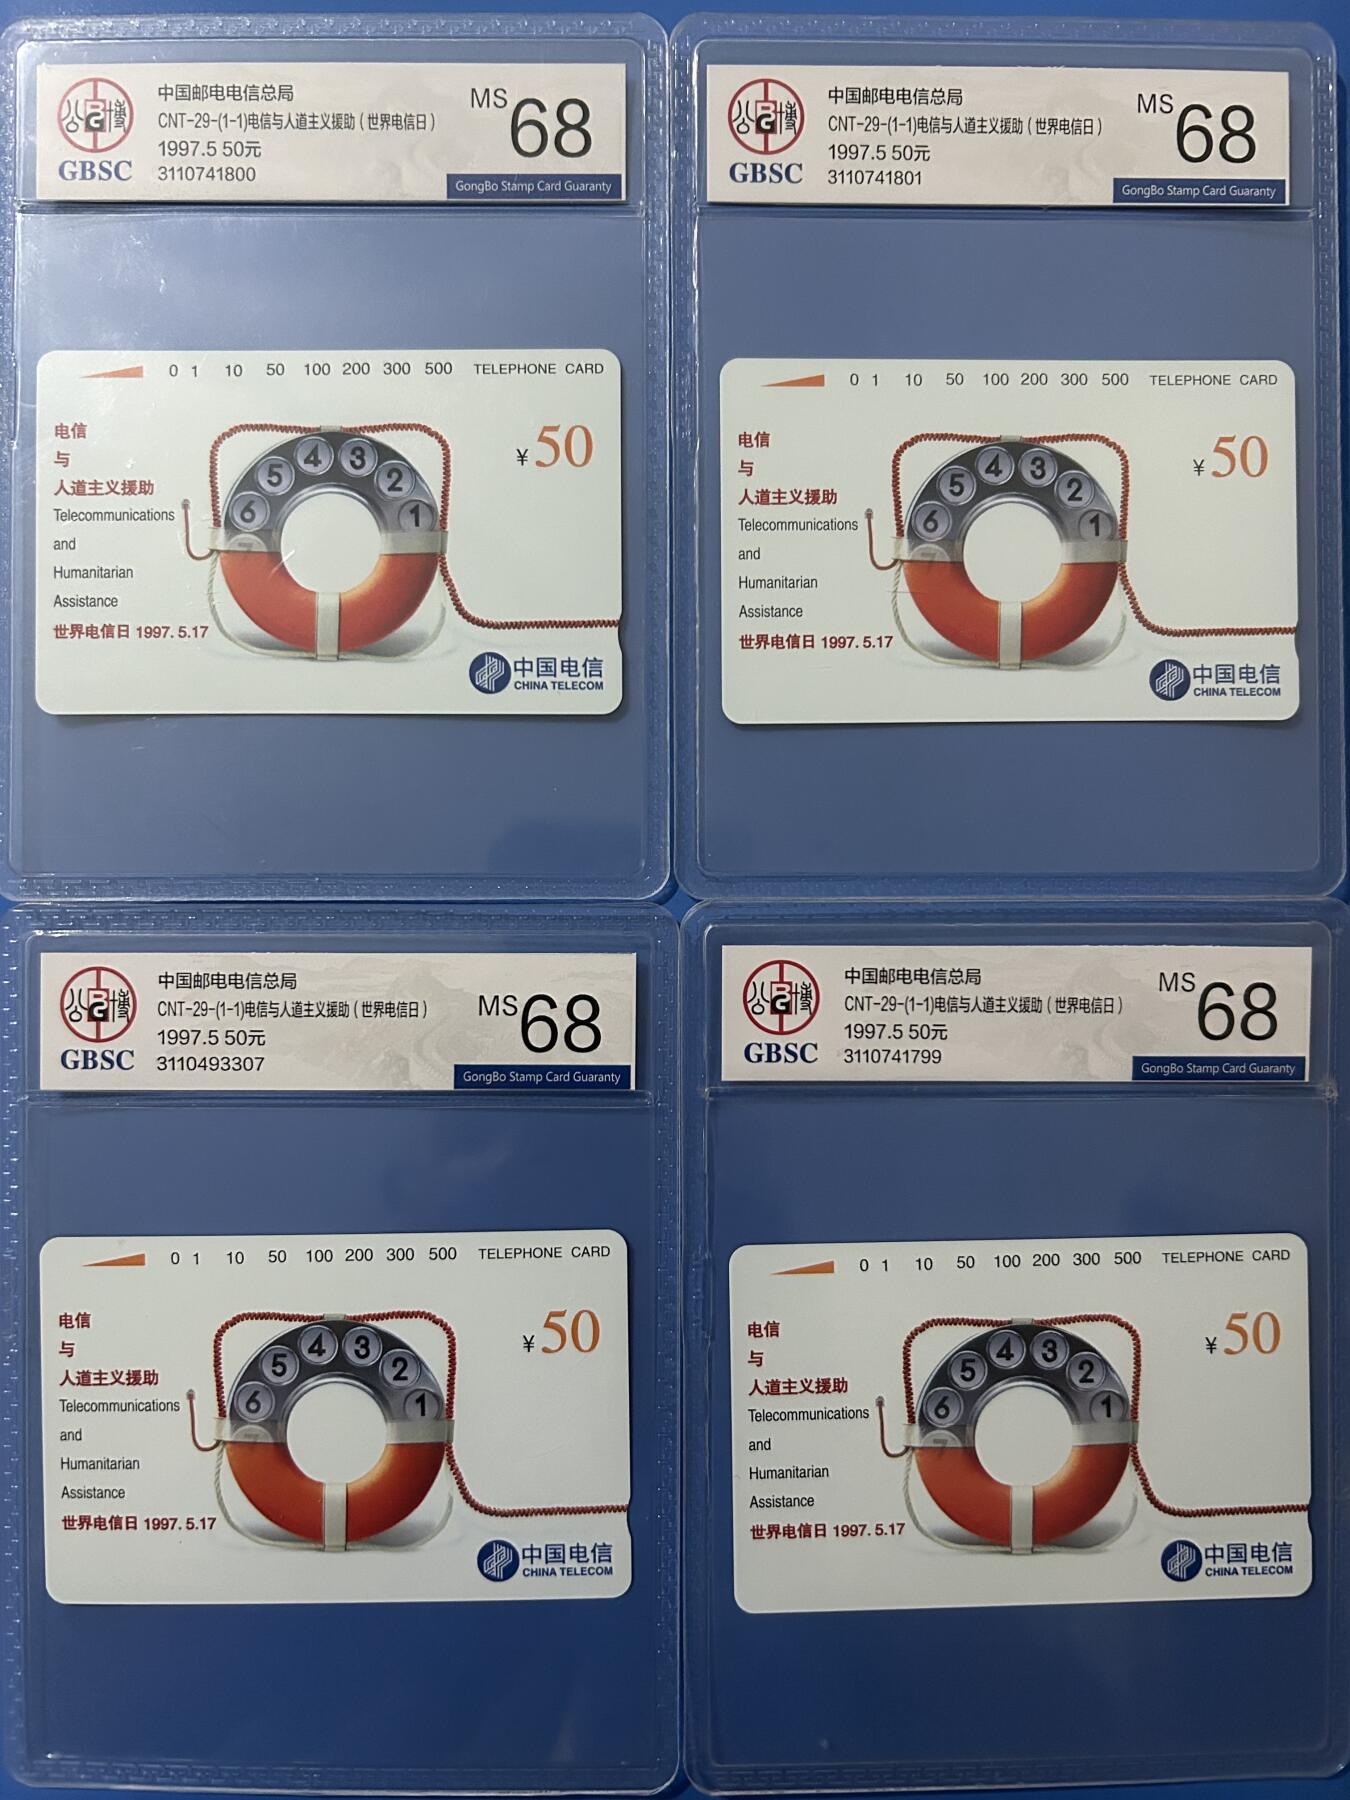 中国邮电电信总局
CNT-29-(1-1)电信与人道主义援助(世界电信日)
1997.5 50元
3110741800
GBSC
MS 68
GongBo Stamp Card Guaranty
0 1 10 50 100 200 300 500 TELEPHONE CARD
电信
与
人道主义援助
Telecommunications
and
Humanitarian
Assistance
世界电信日 1997.5.17
¥50
4 3
5 2
6 1
7
中国电信
CHINA TELECOM
中国邮电电信总局
CNT-29-(1-1)电信与人道主义援助(世界电信日)
1997.5 50元
3110741801
GBSC
MS 68
GongBo Stamp Card Guaranty
0 1 10 50 100 200 300 500 TELEPHONE CARD
电信
与
人道主义援助
Telecommunications
and
Humanitarian
Assistance
世界电信日 1997.5.17
¥50
4 3
5 2
6 1
7
中国电信
CHINA TELECOM
中国邮电电信总局
CNT-29-(1-1)电信与人道主义援助(世界电信日)
1997.5 50元
3110493307
GBSC
MS 68
GongBo Stamp Card Guaranty
0 1 10 50 100 200 300 500 TELEPHONE CARD
电信
与
人道主义援助
Telecommunications
and
Humanitarian
Assistance
世界电信日 1997.5.17
¥50
4 3
5 2
6 1
7
中国电信
CHINA TELECOM
中国邮电电信总局
CNT-29-(1-1)电信与人道主义援助(世界电信日)
1997.5 50元
3110741799
GBSC
MS 68
GongBo Stamp Card Guaranty
0 1 10 50 100 200 300 500 TELEPHONE CARD
电信
与
人道主义援助
Telecommunications
and
Humanitarian
Assistance
世界电信日 1997.5.17
¥50
4 3
5 2
6 1
7
中国电信
CHINA TELECOM